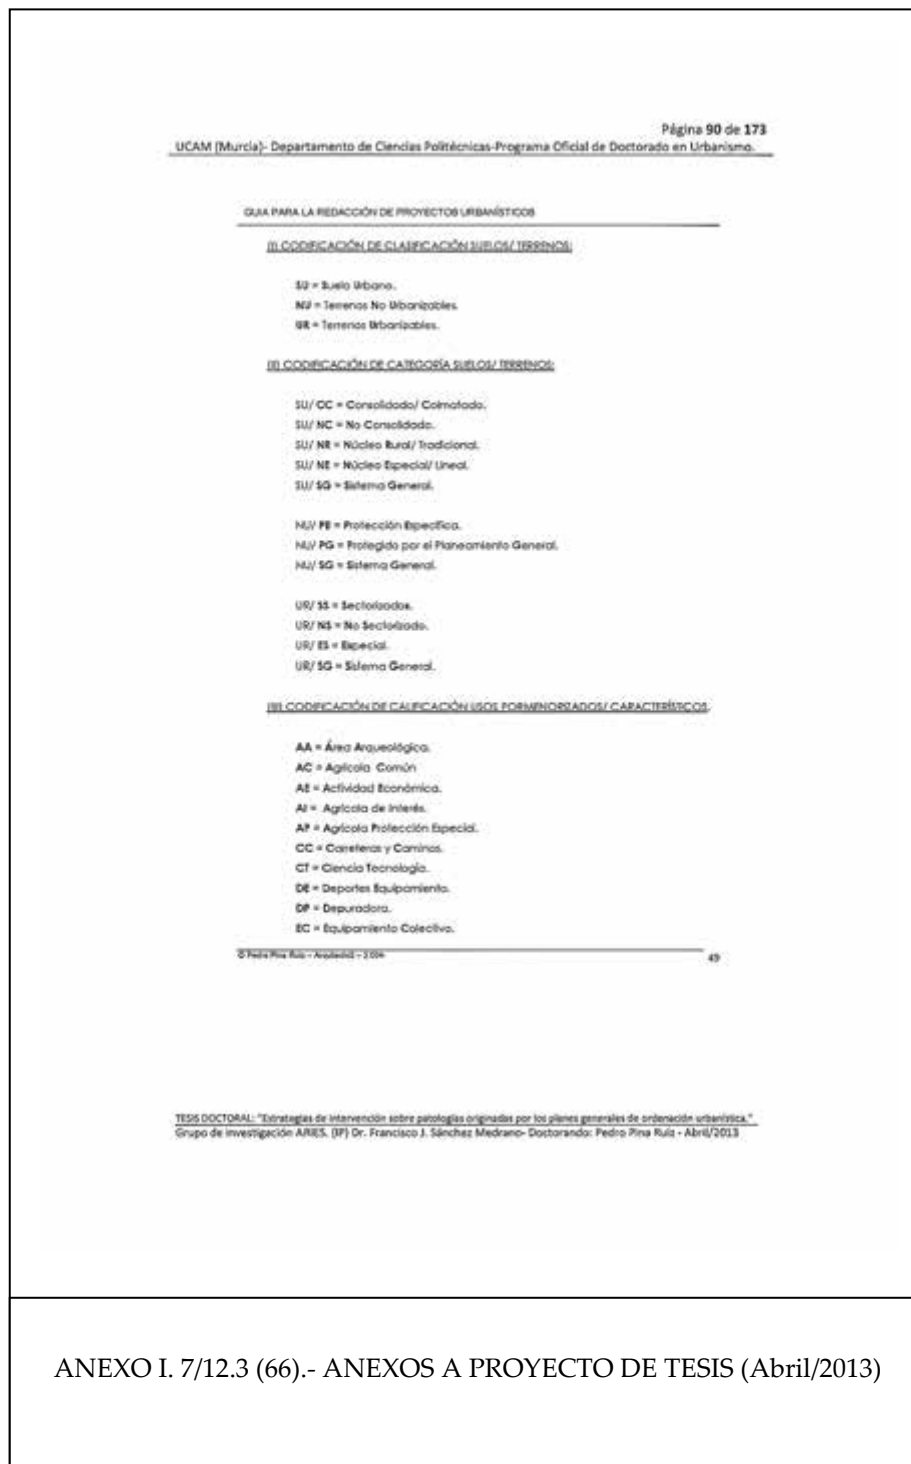 Página 90 de 173
UCAM (Murcia)- Departamento de Ciencias Politécnicas-Programa Oficial de Doctorado en Urbanismo.
GUIA PARA LA REDACCIÓN DE PROYECTOS URBANÍSTICOS
(I) CODIFICACIÓN DE CLASIFICACIÓN SUELOS/ TERRENOS:
SU = Suelo Urbano.
NU = Terrenos No Urbanizables.
UR = Terrenos Urbanizables.
(II) CODIFICACIÓN DE CATEGORÍA SUELOS/ TERRENOS:
SU/ CC = Consolidado/ Colmatado.
SU/ NC = No Consolidado.
SU/ NR = Núcleo Rural/ Tradicional.
SU/ NE = Núcleo Especial/ Lineal.
SU/ SG = Sistema General.
NU/ PE = Protección Específica.
NU/ PG = Protegido por el Planeamiento General.
NU/ SG = Sistema General.
UR/ SS = Sectorizados.
UR/ NS = No Sectorizado.
UR/ ES = Especial.
UR/ SG = Sistema General.
(III) CODIFICACIÓN DE CALIFICACIÓN USOS PORMENORIZADOS/ CARACTERÍSTICOS.
AA = Área Arqueológica.
AC = Agrícola Común
AE = Actividad Económica.
AI = Agrícola de Interés.
AP = Agrícola Protección Especial.
CC = Carreteras y Caminos.
CT = Ciencia Tecnología.
DE = Deportes Equipamiento.
DP = Depuradora.
EC = Equipamiento Colectivo.
© Pedro Pina Ruiz – –
49
TESIS DOCTORAL: "Estrategias de intervención sobre patologías originadas por los planes generales de ordenación urbanística."
Grupo de investigación ARIES. (IP) Dr. Francisco J. Sánchez Medrano- Doctorando: Pedro Pina Ruiz - Abril/2013
ANEXO I. 7/12.3 (66).- ANEXOS A PROYECTO DE TESIS (Abril/2013)